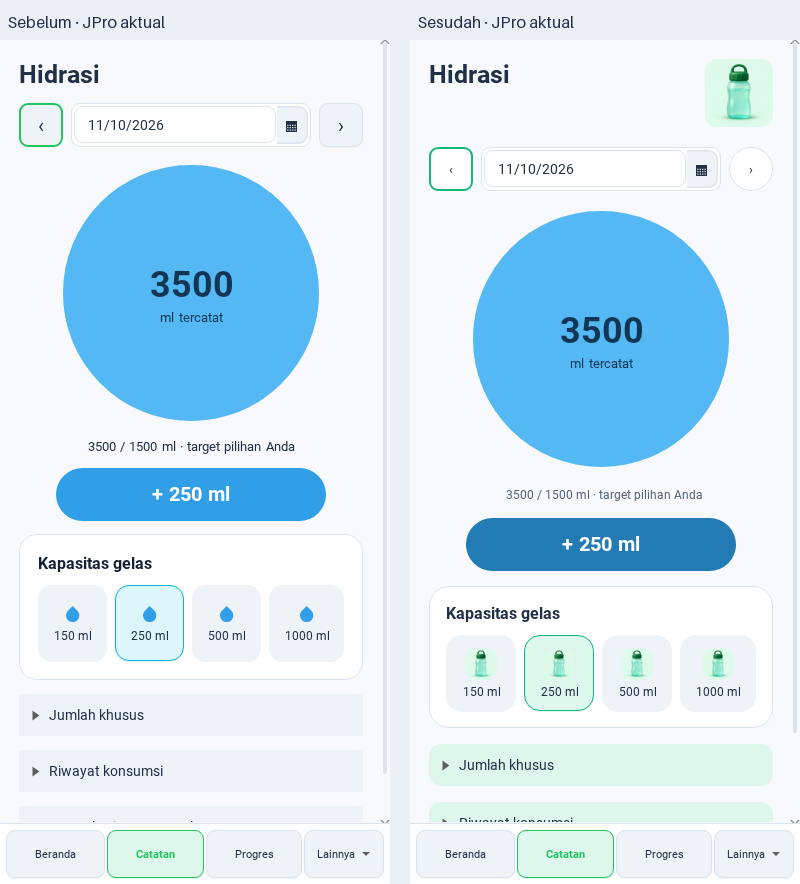 Sebelum · JPro aktual
Hidrasi
‹
11/10/2026
›
3500
ml tercatat
3500 / 1500 ml · target pilihan Anda
+ 250 ml
Kapasitas gelas
150 ml
250 ml
500 ml
1000 ml
Jumlah khusus
Riwayat konsumsi
Beranda
Catatan
Progres
Lainnya
Sesudah · JPro aktual
Hidrasi
‹
11/10/2026
›
3500
ml tercatat
3500 / 1500 ml · target pilihan Anda
+ 250 ml
Kapasitas gelas
150 ml
250 ml
500 ml
1000 ml
Jumlah khusus
Riwayat konsumsi
Beranda
Catatan
Progres
Lainnya